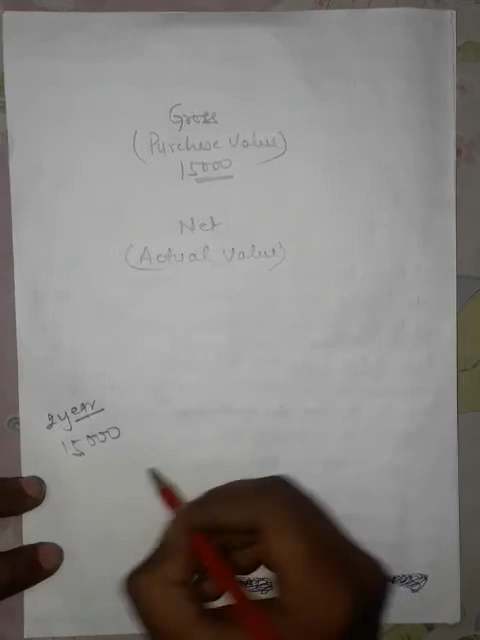 Gross
(Purchase value)
15000
Net
(Actual value)
2year
15000